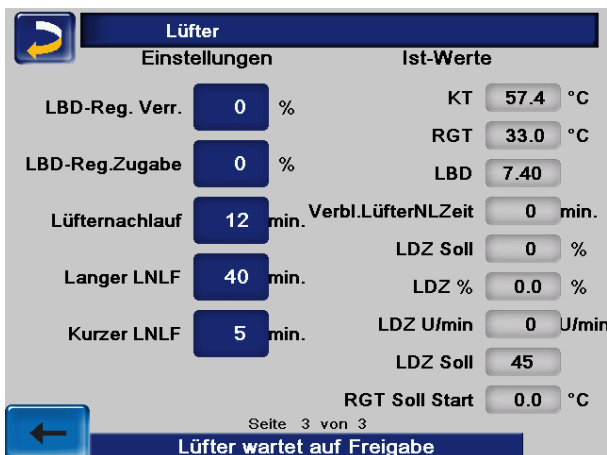 Lüfter
Einstellungen
Ist-Werte
LBD-Reg. Verr. 0 %
LBD-Reg.Zugabe 0 %
Lüfternachlauf 12 min.
Langer LNLF 40 min.
Kurzer LNLF 5 min.
KT 57.4 °C
RGT 33.0 °C
LBD 7.40
Verbl.LüfterNLZeit 0 min.
LDZ Soll 0 %
LDZ % 0.0 %
LDZ U/min 0 U/min
LDZ Soll 45
RGT Soll Start 0.0 °C
Seite 3 von 3
Lüfter wartet auf Freigabe